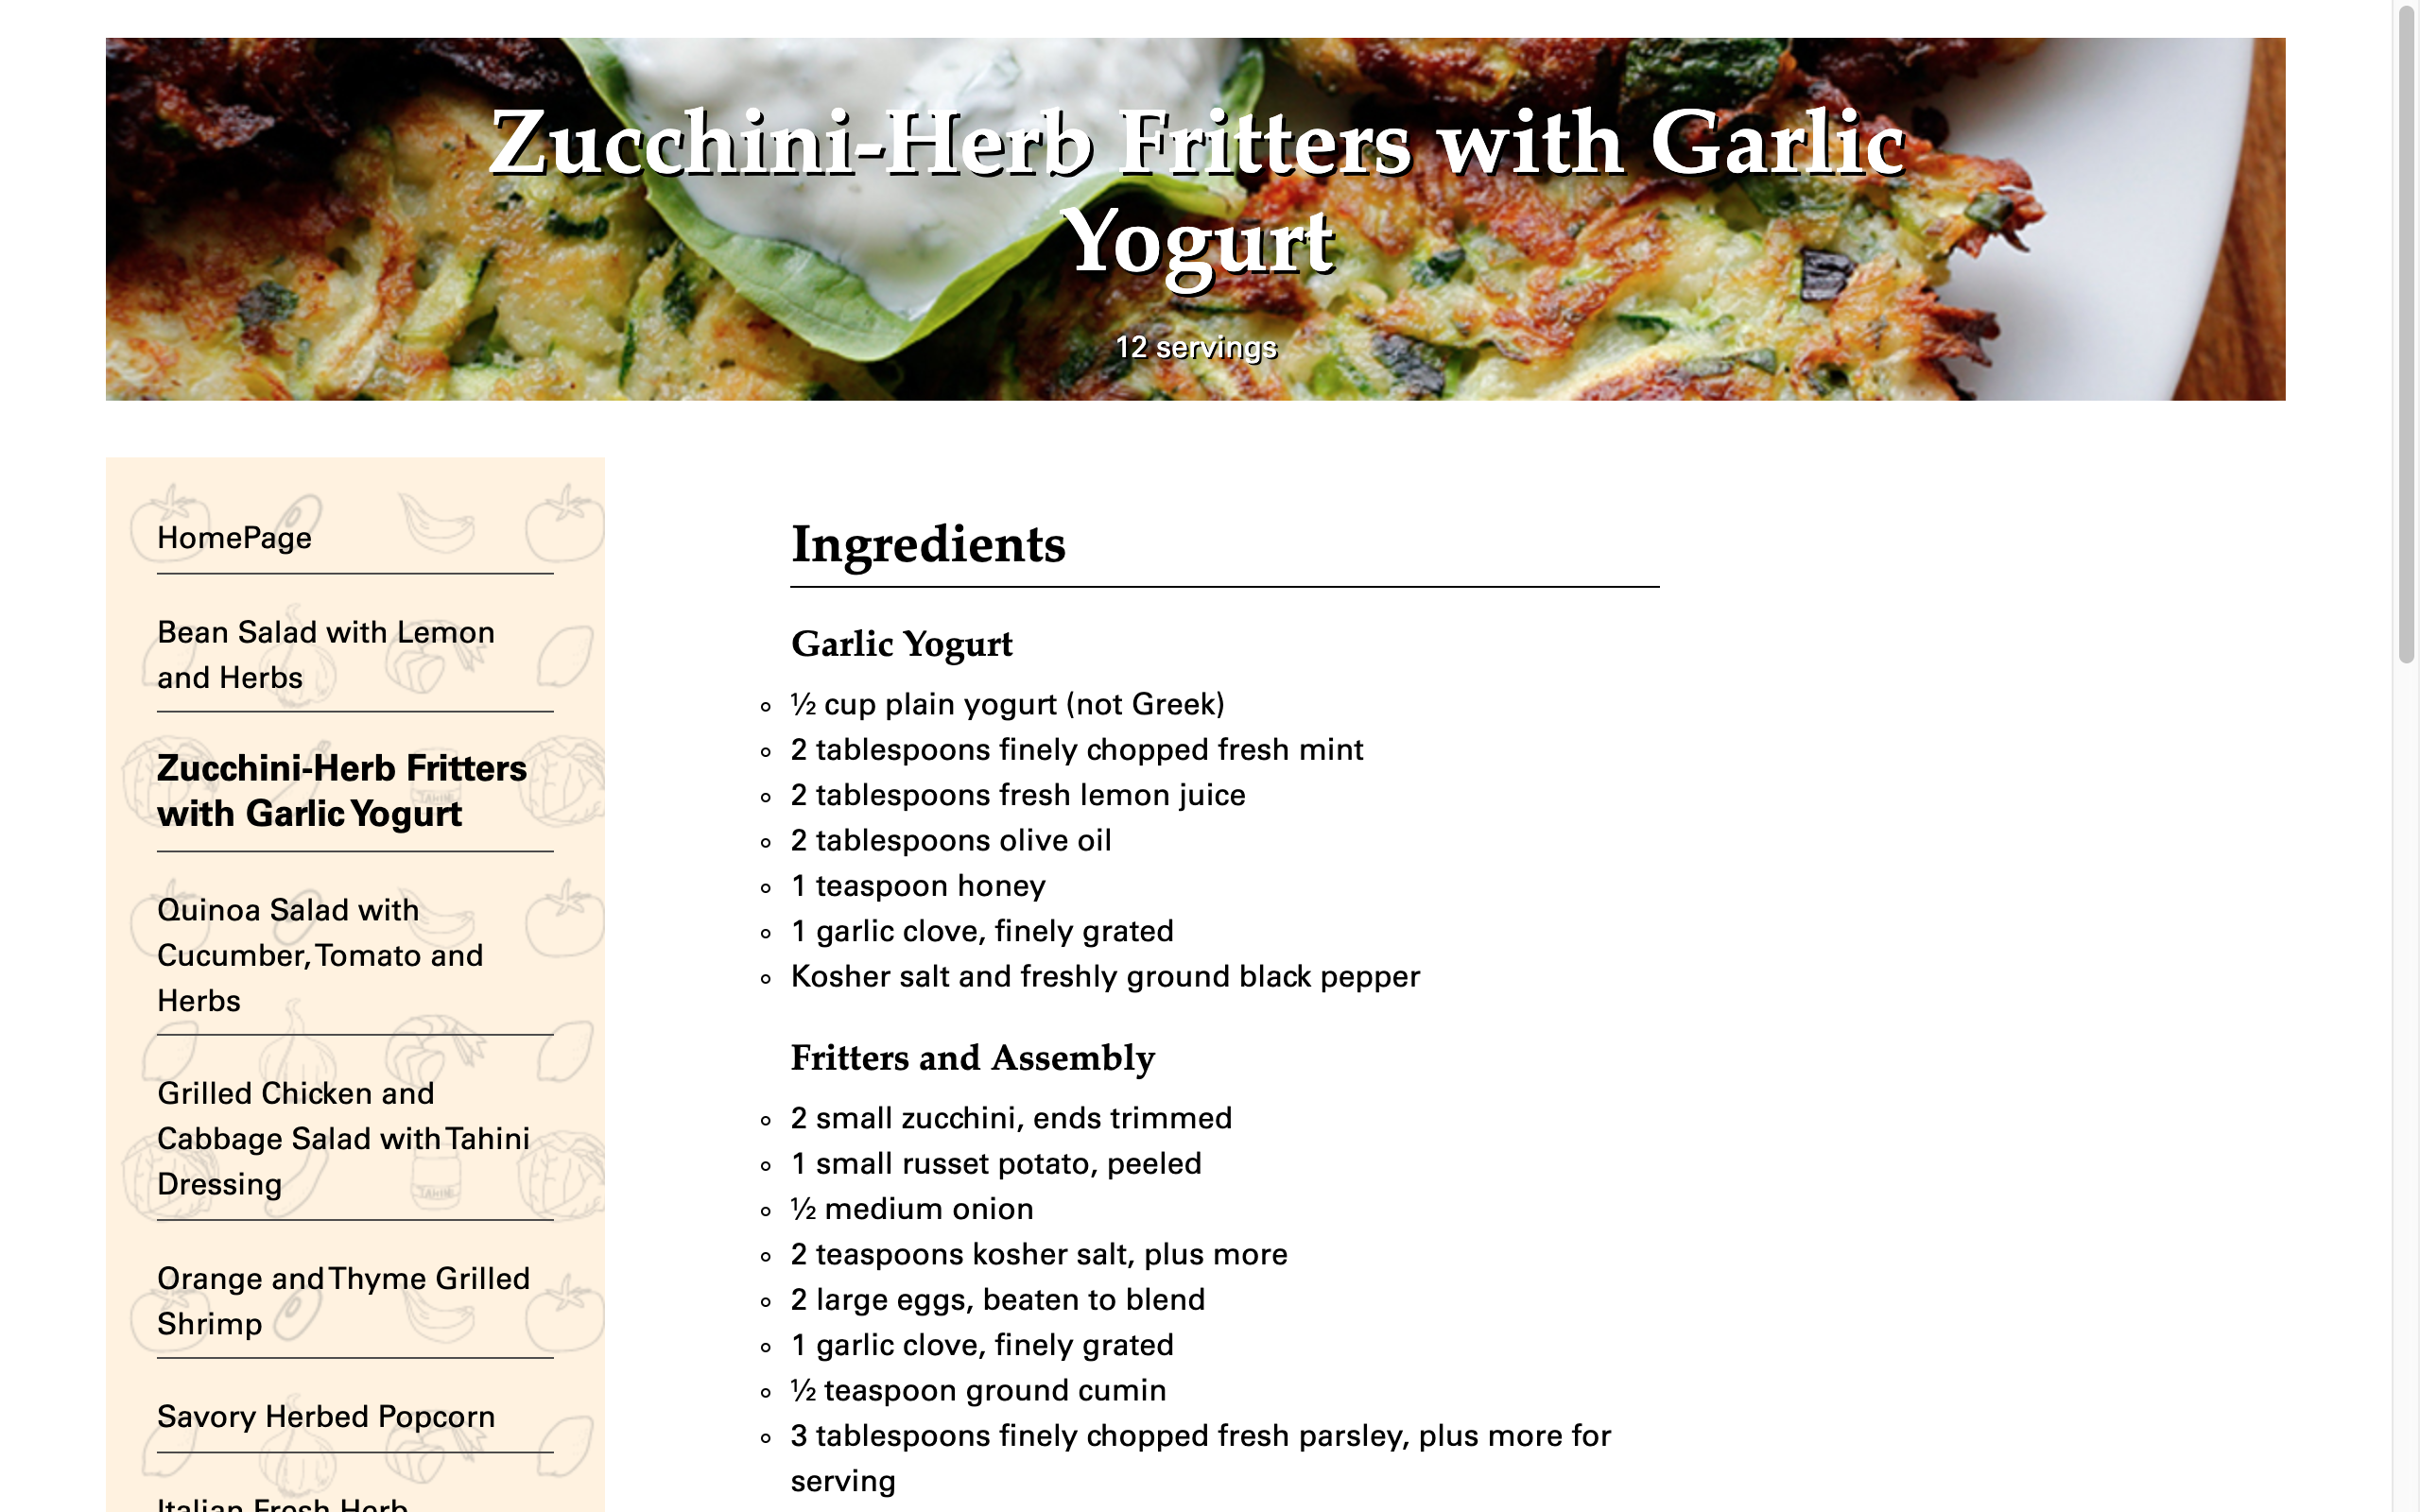 Zucchini-Herb Fritters with Garlic
Yogurt
12 servings
HomePage
Bean Salad with Lemon
and Herbs
Zucchini-Herb Fritters
with Garlic Yogurt
Quinoa Salad with
Cucumber, Tomato and
Herbs
Grilled Chicken and
Cabbage Salad with Tahini
Dressing
Orange and Thyme Grilled
Shrimp
Savory Herbed Popcorn
Italian Fresh Herb
Ingredients
Garlic Yogurt
½ cup plain yogurt (not Greek)
2 tablespoons finely chopped fresh mint
2 tablespoons fresh lemon juice
2 tablespoons olive oil
1 teaspoon honey
1 garlic clove, finely grated
Kosher salt and freshly ground black pepper
Fritters and Assembly
2 small zucchini, ends trimmed
1 small russet potato, peeled
½ medium onion
2 teaspoons kosher salt, plus more
2 large eggs, beaten to blend
1 garlic clove, finely grated
½ teaspoon ground cumin
3 tablespoons finely chopped fresh parsley, plus more for
serving
TAHINI
TAHINI